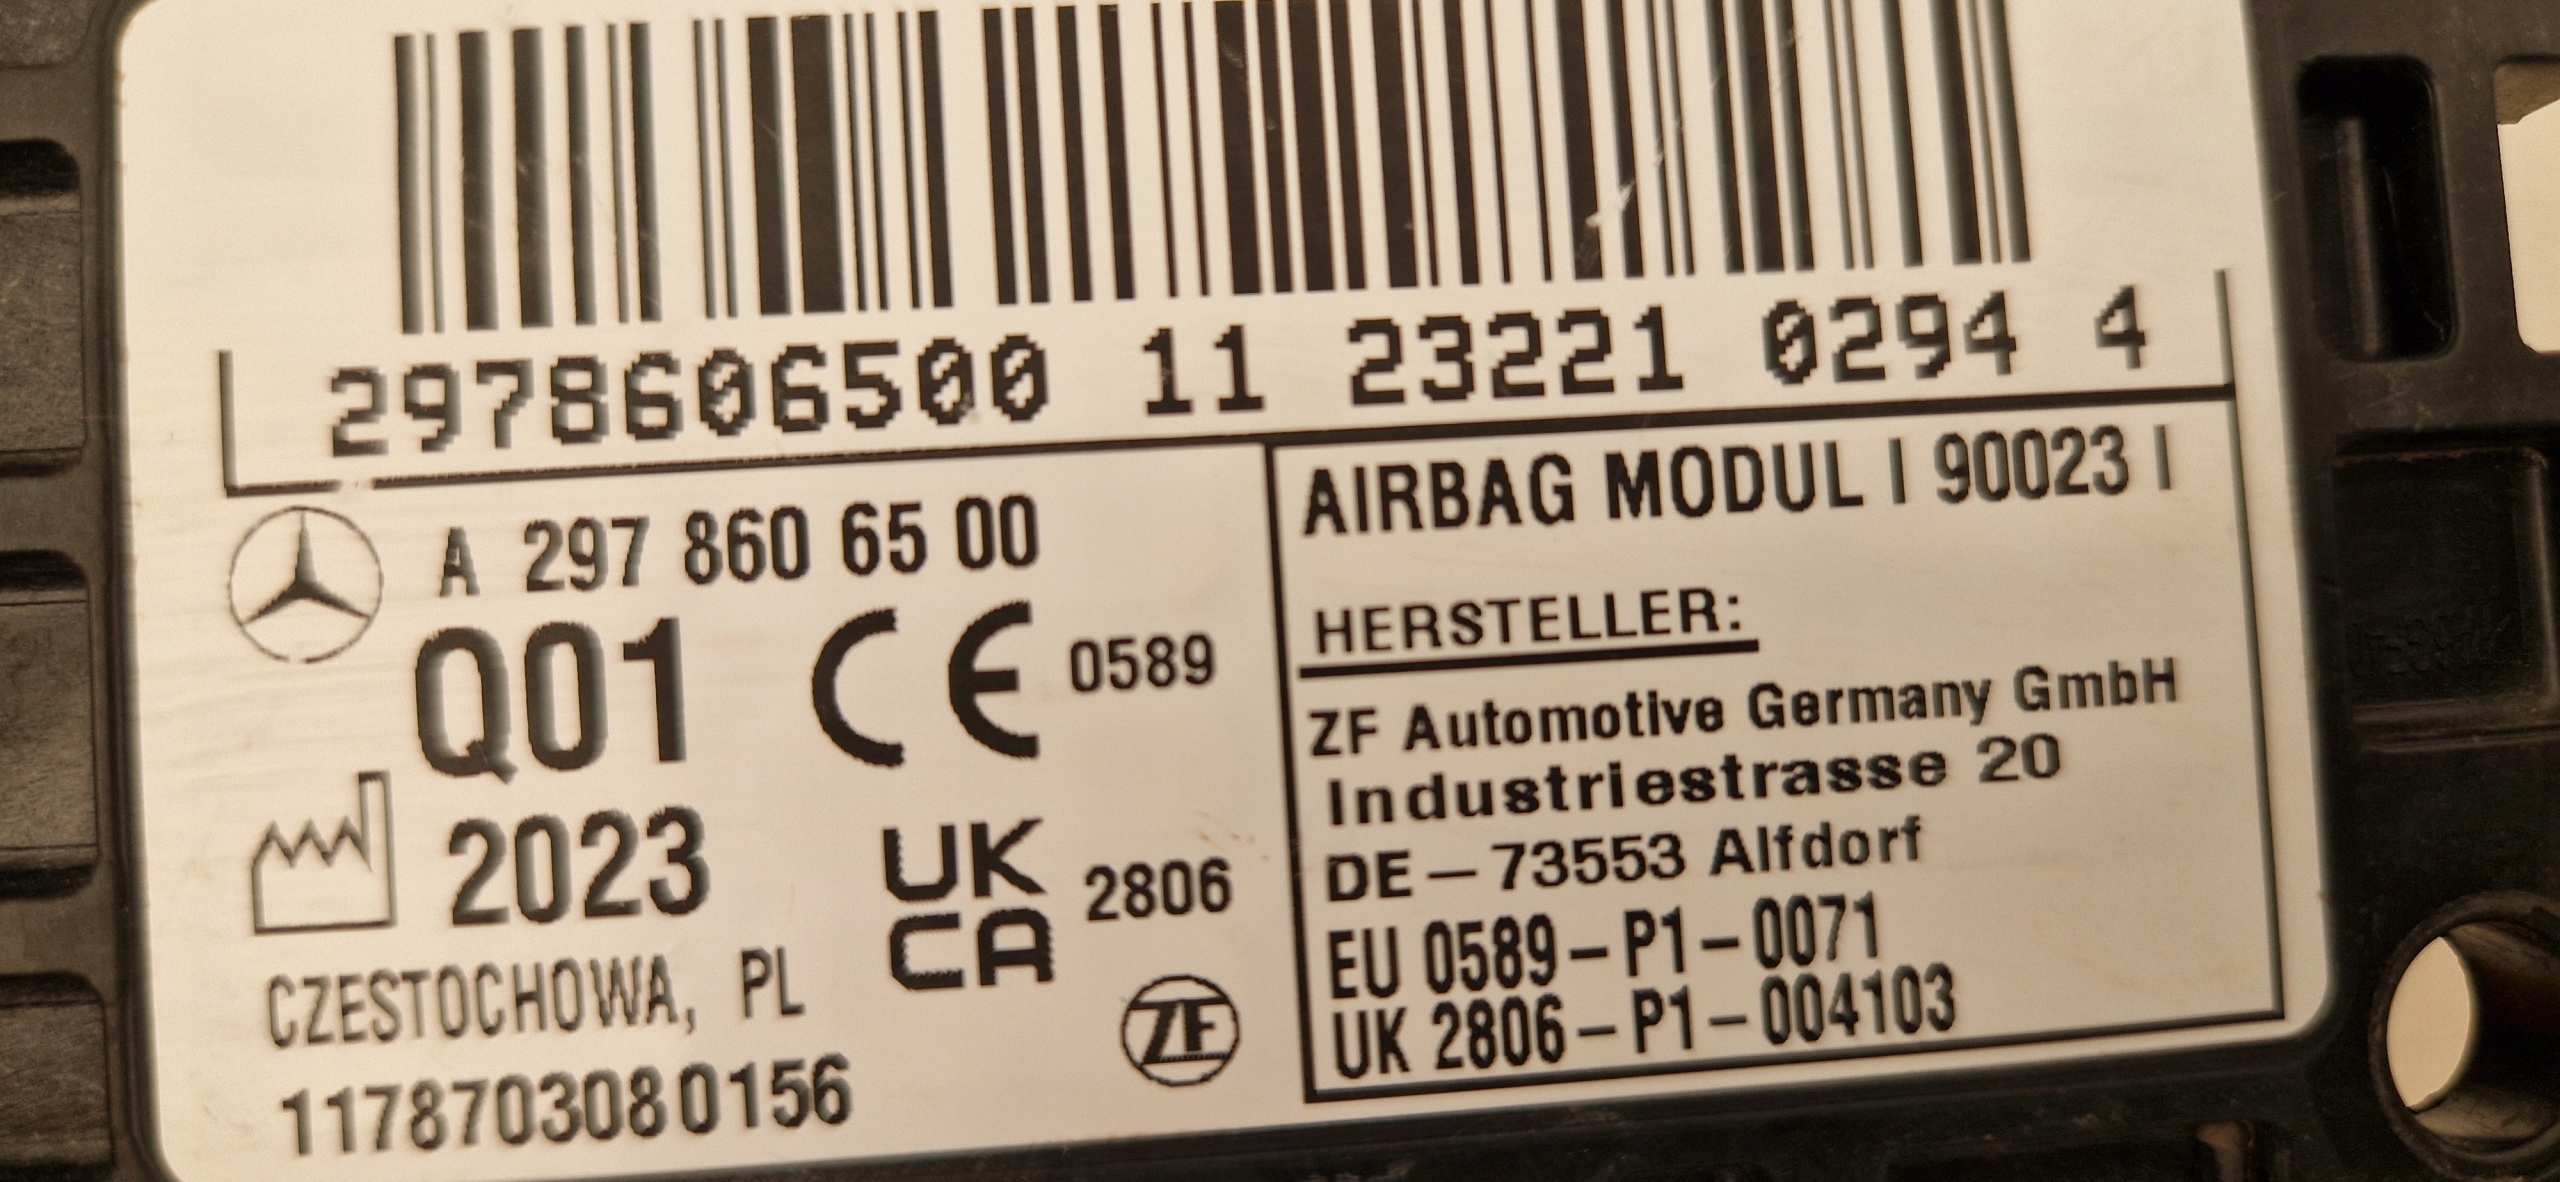 2978606500 11 23221 0294 4
A 297 860 65 00
Q01
CE 0589
2023
UK
CA 2806
CZESTOCHOWA, PL
1178703080156
ZF
AIRBAG MODUL I 90023 I
HERSTELLER:
ZF Automotive Germany GmbH
Industriestrasse 20
DE-73553 Alfdorf
EU 0589-P1-0071
UK 2806-P1-004103